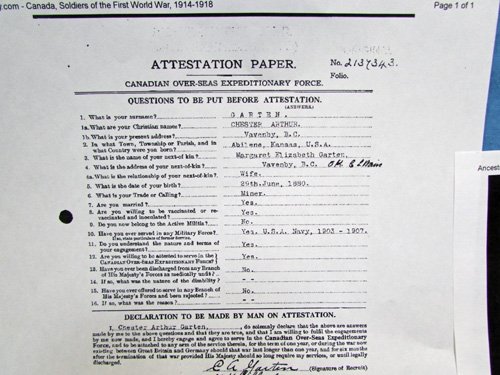 y.com - Canada, Soldiers of the First World War, 1914-1918
Page 1 of 1
ATTESTATION PAPER.
No. 2137343.
Folio.
CANADIAN OVER-SEAS EXPEDITIONARY FORCE.
QUESTIONS TO BE PUT BEFORE ATTESTATION.
(ANSWERS)
1. What is your surname? GARTEN.
1a. What are your Christian names? CHESTER ARTHUR.
1b. What is your present address? Vavenby, B.C.
2. In what Town, Township or Parish, and in what Country were you born? Abilene, Kansas, U.S.A.
3. What is the name of your next-of-kin? Margaret Elizabeth Garten,
4. What is the address of your next-of-kin? Vavenby, B.C.
4a. What is the relationship of your next-of-kin? Wife.
5. What is the date of your birth? 29th. June, 1880.
6. What is your Trade or Calling? Miner.
7. Are you married? Yes.
8. Are you willing to be vaccinated or re-vaccinated and inoculated? Yes.
9. Do you now belong to the Active Militia? No.
10. Have you ever served in any Military Force? Yes, U.S.A. Navy, 1903 - 1907.
If so, state particulars of former Service.
11. Do you understand the nature and terms of your engagement? Yes.
12. Are you willing to be attested to serve in the CANADIAN OVER-SEAS EXPEDITIONARY FORCE? Yes.
13. Have you ever been discharged from any Branch of His Majesty's Forces as medically unfit? No.
14. If so, what was the nature of the disability? -
15. Have you ever offered to serve in any Branch of His Majesty's Forces and been rejected? No.
16. If so, what was the reason? -
DECLARATION TO BE MADE BY MAN ON ATTESTATION.
I, Chester Arthur Garten, do solemnly declare that the above are answers
made by me to the above questions and that they are true, and that I am willing to fulfil the engagements
by me now made, and I hereby engage and agree to serve in the Canadian Over-Seas Expeditionary
Force, and to be attached to any arm of the service therein, for the term of one year, or during the war now
existing between Great Britain and Germany should that war last longer than one year, and for six months
after the termination of that war provided His Majesty should so long require my services, or until legally
discharged.
C A Garten (Signature of Recruit)
Ancest